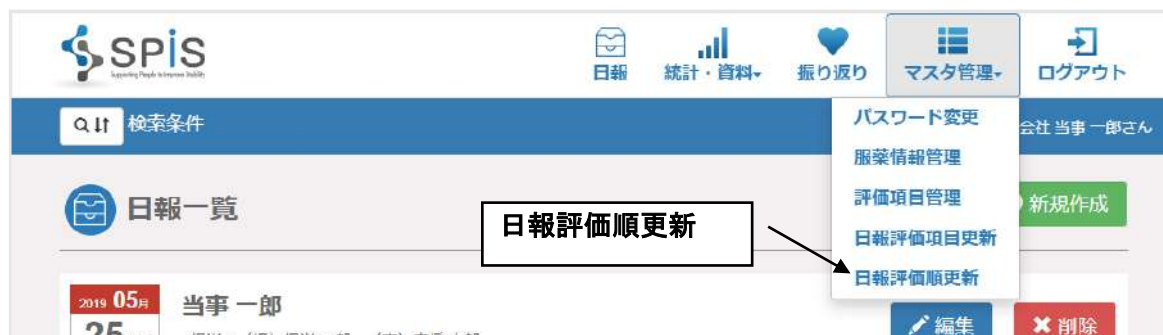 SPIS
Supporting People to Improve Stability
日報
統計・資料
振り返り
マスタ管理
ログアウト
検索条件
会社 当事 一郎さん
パスワード変更
服薬情報管理
評価項目管理
日報評価項目更新
日報評価順更新
日報一覧
新規作成
日報評価順更新
2019 05月
25
当事 一郎
編集
削除